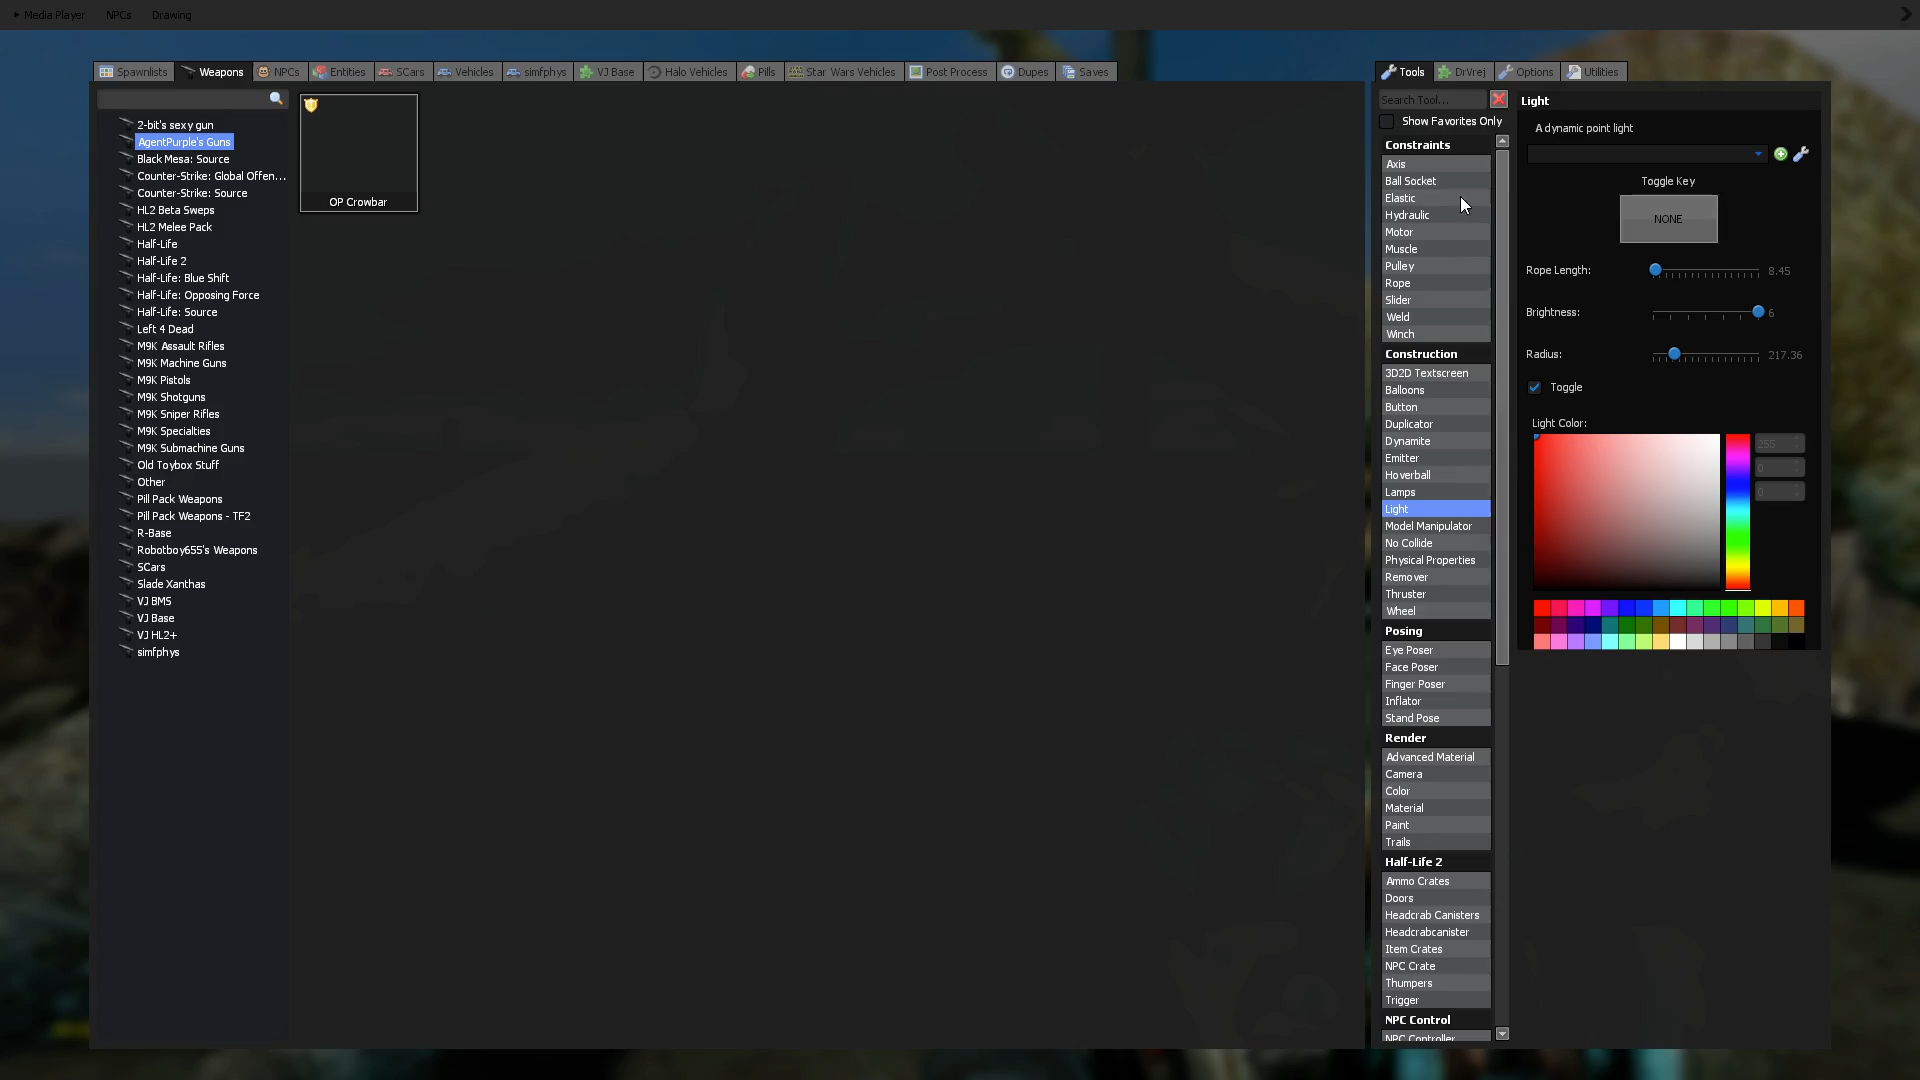 Media Player NPCs Drawing
Spawnlists Weapons NPCs Entities SCars Vehicles simfphys VJ Base Halo Vehicles Pills Star Wars Vehicles Post Process Dupes Saves
2-bit's sexy gun
AgentPurple's Guns
Black Mesa: Source
Counter-Strike: Global Offen...
Counter-Strike: Source
HL2 Beta Sweps
HL2 Melee Pack
Half-Life
Half-Life 2
Half-Life: Blue Shift
Half-Life: Opposing Force
Half-Life: Source
Left 4 Dead
M9K Assault Rifles
M9K Machine Guns
M9K Pistols
M9K Shotguns
M9K Sniper Rifles
M9K Specialties
M9K Submachine Guns
Old Toybox Stuff
Other
Pill Pack Weapons
Pill Pack Weapons - TF2
R-Base
Robotboy655's Weapons
SCars
Slade Xanthas
VJ BMS
VJ Base
VJ HL2+
simfphys
OP Crowbar
Tools DrVrej Options Utilities
Search Tool...
Show Favorites Only
Constraints
Axis
Ball Socket
Elastic
Hydraulic
Motor
Muscle
Pulley
Rope
Slider
Weld
Winch
Construction
3D2D Textscreen
Balloons
Button
Duplicator
Dynamite
Emitter
Hoverball
Lamps
Light
Model Manipulator
No Collide
Physical Properties
Remover
Thruster
Wheel
Posing
Eye Poser
Face Poser
Finger Poser
Inflator
Stand Pose
Render
Advanced Material
Camera
Color
Material
Paint
Trails
Half-Life 2
Ammo Crates
Doors
Headcrab Canisters
Headcrabcanister
Item Crates
NPC Crate
Thumpers
Trigger
NPC Control
NPC Controller
Light
A dynamic point light
Toggle Key
NONE
Rope Length: 8.45
Brightness: 6
Radius: 217.36
Toggle
Light Color:
255
0
0